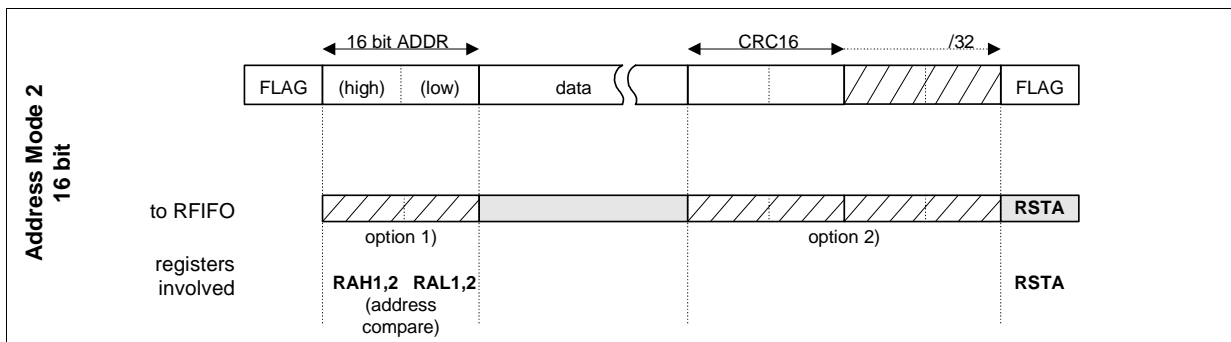 Address Mode 2
16 bit
16 bit ADDR
CRC16
/32
FLAG
(high)
(low)
data
FLAG
to RFIFO
RSTA
option 1)
option 2)
registers
involved
RAH1,2
RAL1,2
RSTA
(address
compare)